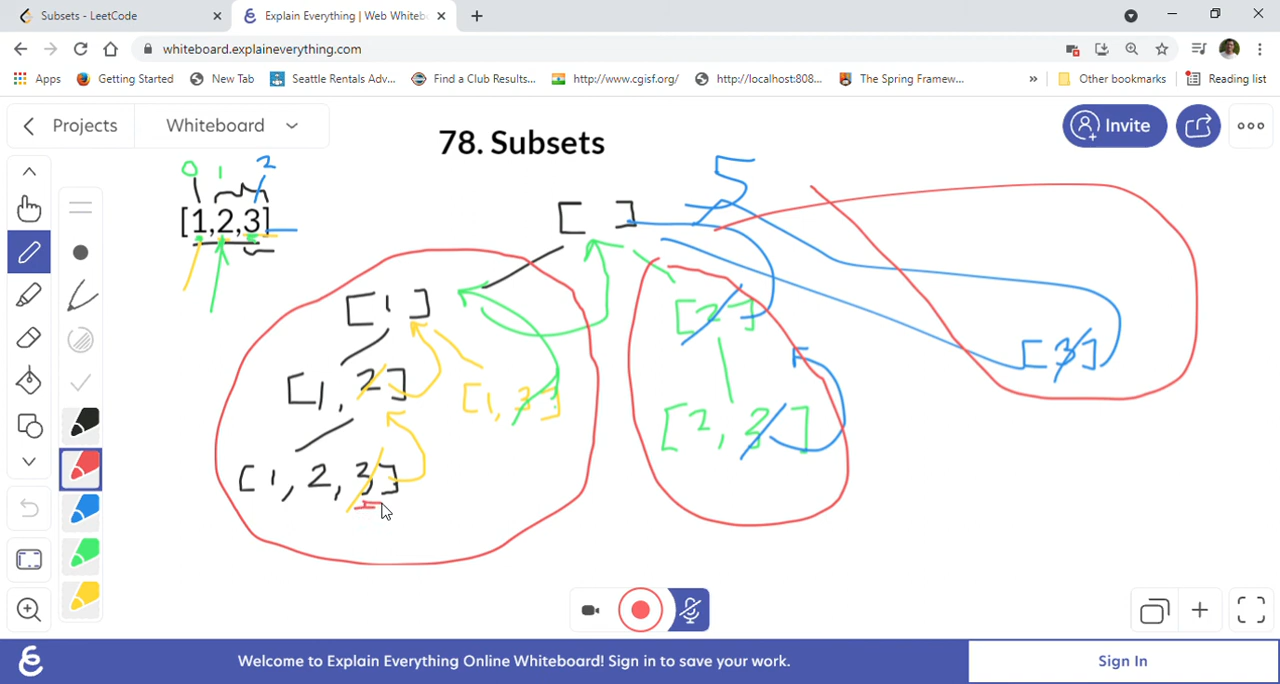 Subsets - LeetCode
Explain Everything | Web Whitebo
whiteboard.explaineverything.com
Apps
Getting Started
New Tab
Seattle Rentals Adv...
Find a Club Results...
http://www.cgisf.org/
http://localhost:808...
The Spring Framew...
»
Other bookmarks
Reading list
Projects
Whiteboard
Invite
78. Subsets
0 1 2
[1,2,3]
[ ]
[1]
[2]
[3]
[1, 2]
[1, 3]
[2, 3]
[1, 2, 3]
Welcome to Explain Everything Online Whiteboard! Sign in to save your work.
Sign In